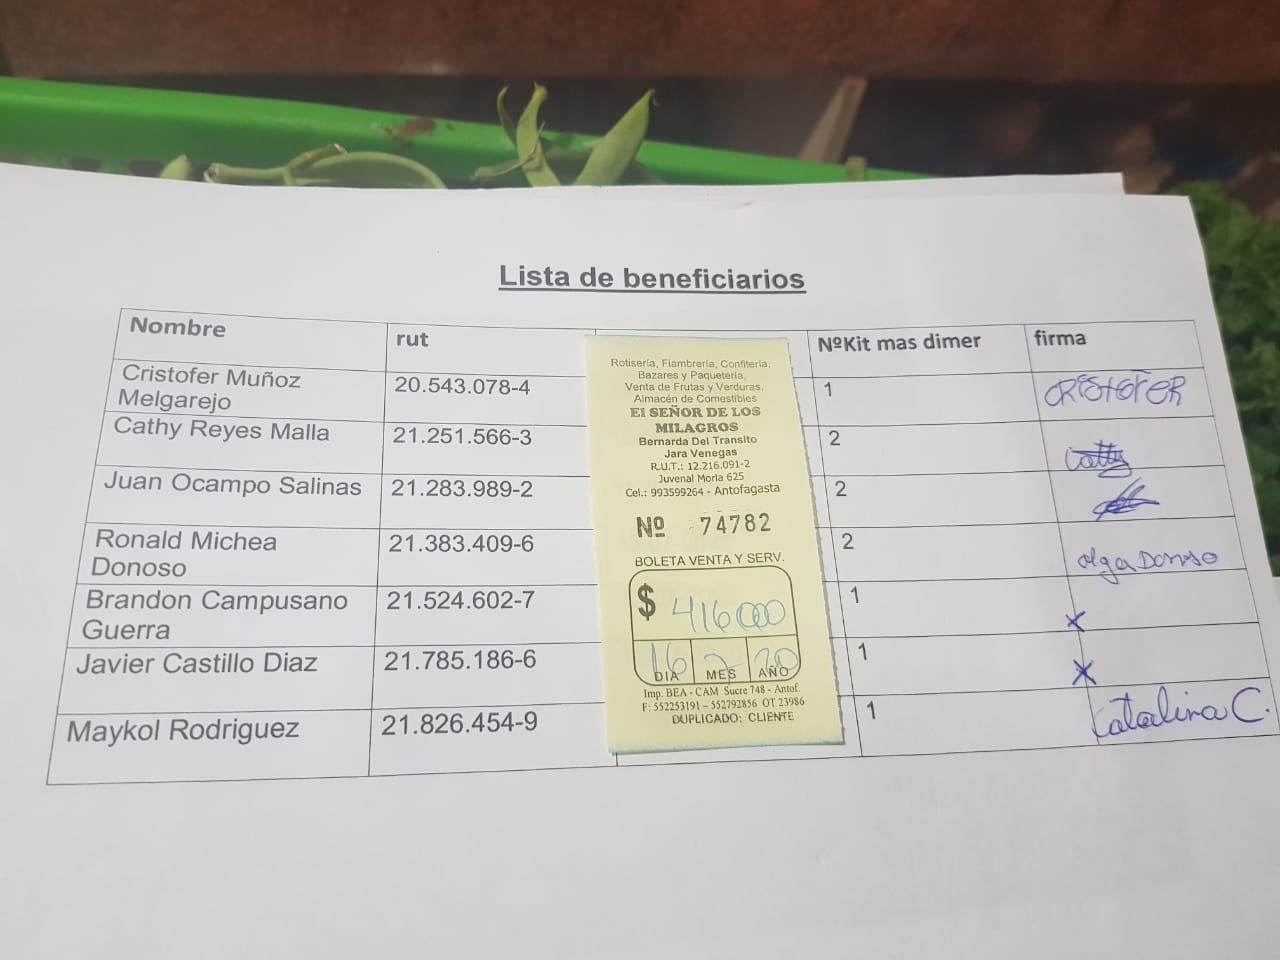 Lista de beneficiarios
Nombre rut NºKit mas dimer firma
Cristofer Muñoz
Melgarejo 20.543.078-4 1 CRISTOFER
Cathy Reyes Malla 21.251.566-3 2 Catty
Juan Ocampo Salinas 21.283.989-2 2
Ronald Michea
Donoso 21.383.409-6 2 olga Donoso
Brandon Campusano
Guerra 21.524.602-7 1 x
Javier Castillo Diaz 21.785.186-6 1 x
Maykol Rodriguez 21.826.454-9 1 Catalina C.
Rotisería, Fiambrería, Confitería,
Bazares y Paquetería,
Venta de Frutas y Verduras,
Almacén de Comestibles
El SEÑOR DE LOS
MILAGROS
Bernarda Del Transito
Jara Venegas
R.U.T.: 12.216.091-2
Juvenal Morla 625
Cel.: 993599264 - Antofagasta
Nº 74782
BOLETA VENTA Y SERV.
$ 416000
16 2 20
DIA MES AÑO
Imp. BEA - CAM Sucre 748 - Antof.
F: 552253191 - 552792856 OT 23986
DUPLICADO: CLIENTE